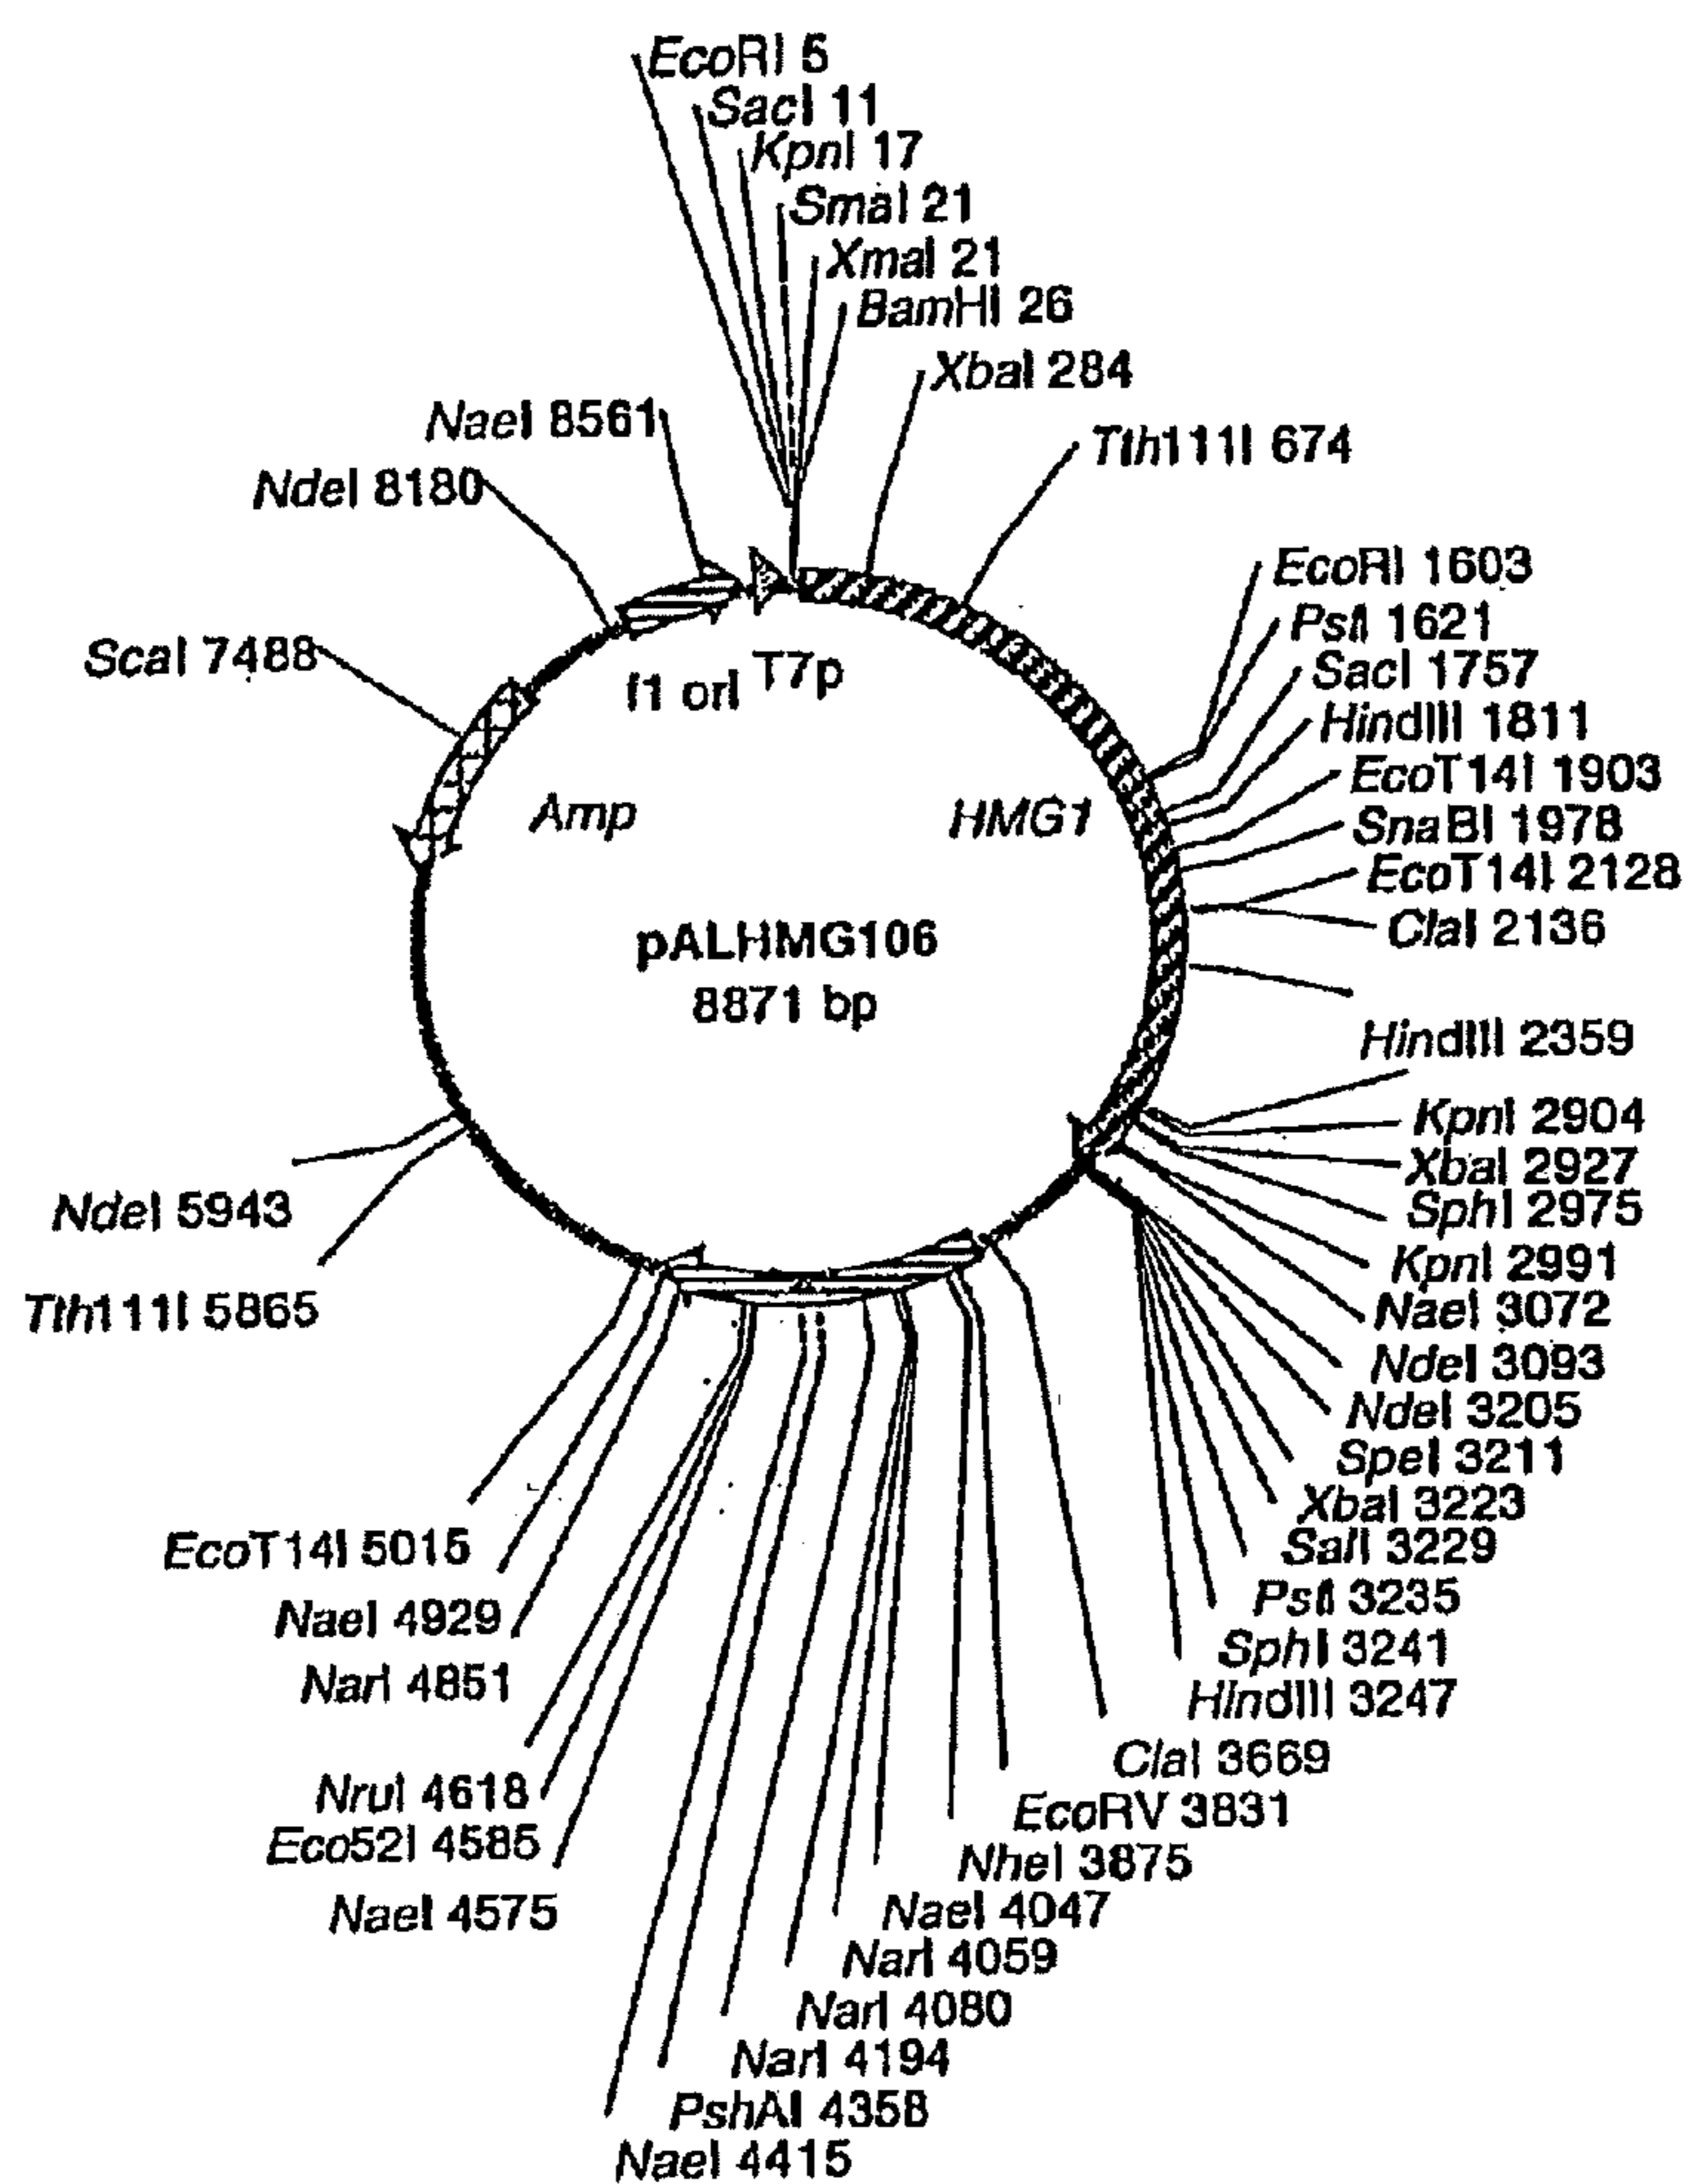 EcoRI 5
SacI 11
KpnI 17
SmaI 21
XmaI 21
BamHI 26
XbaI 284
Tth111I 674
EcoRI 1603
PstI 1621
SacI 1757
HindIII 1811
EcoT14I 1903
SnaBI 1978
EcoT14I 2128
ClaI 2136
HindIII 2359
KpnI 2904
XbaI 2927
SphI 2975
KpnI 2991
NaeI 3072
NdeI 3093
NdeI 3205
SpeI 3211
XbaI 3223
SalI 3229
PstI 3235
SphI 3241
HindIII 3247
ClaI 3669
EcoRV 3831
NheI 3875
NaeI 4047
NarI 4059
NarI 4080
NarI 4194
PshAI 4358
NaeI 4415
NaeI 4575
Eco52I 4585
NruI 4618
NarI 4851
NaeI 4929
EcoT14I 5015
Tth111I 5865
NdeI 5943
ScaI 7488
NdeI 8180
NaeI 8561
f1 ori
T7p
Amp
HMG1
pALHMG106
8871 bp